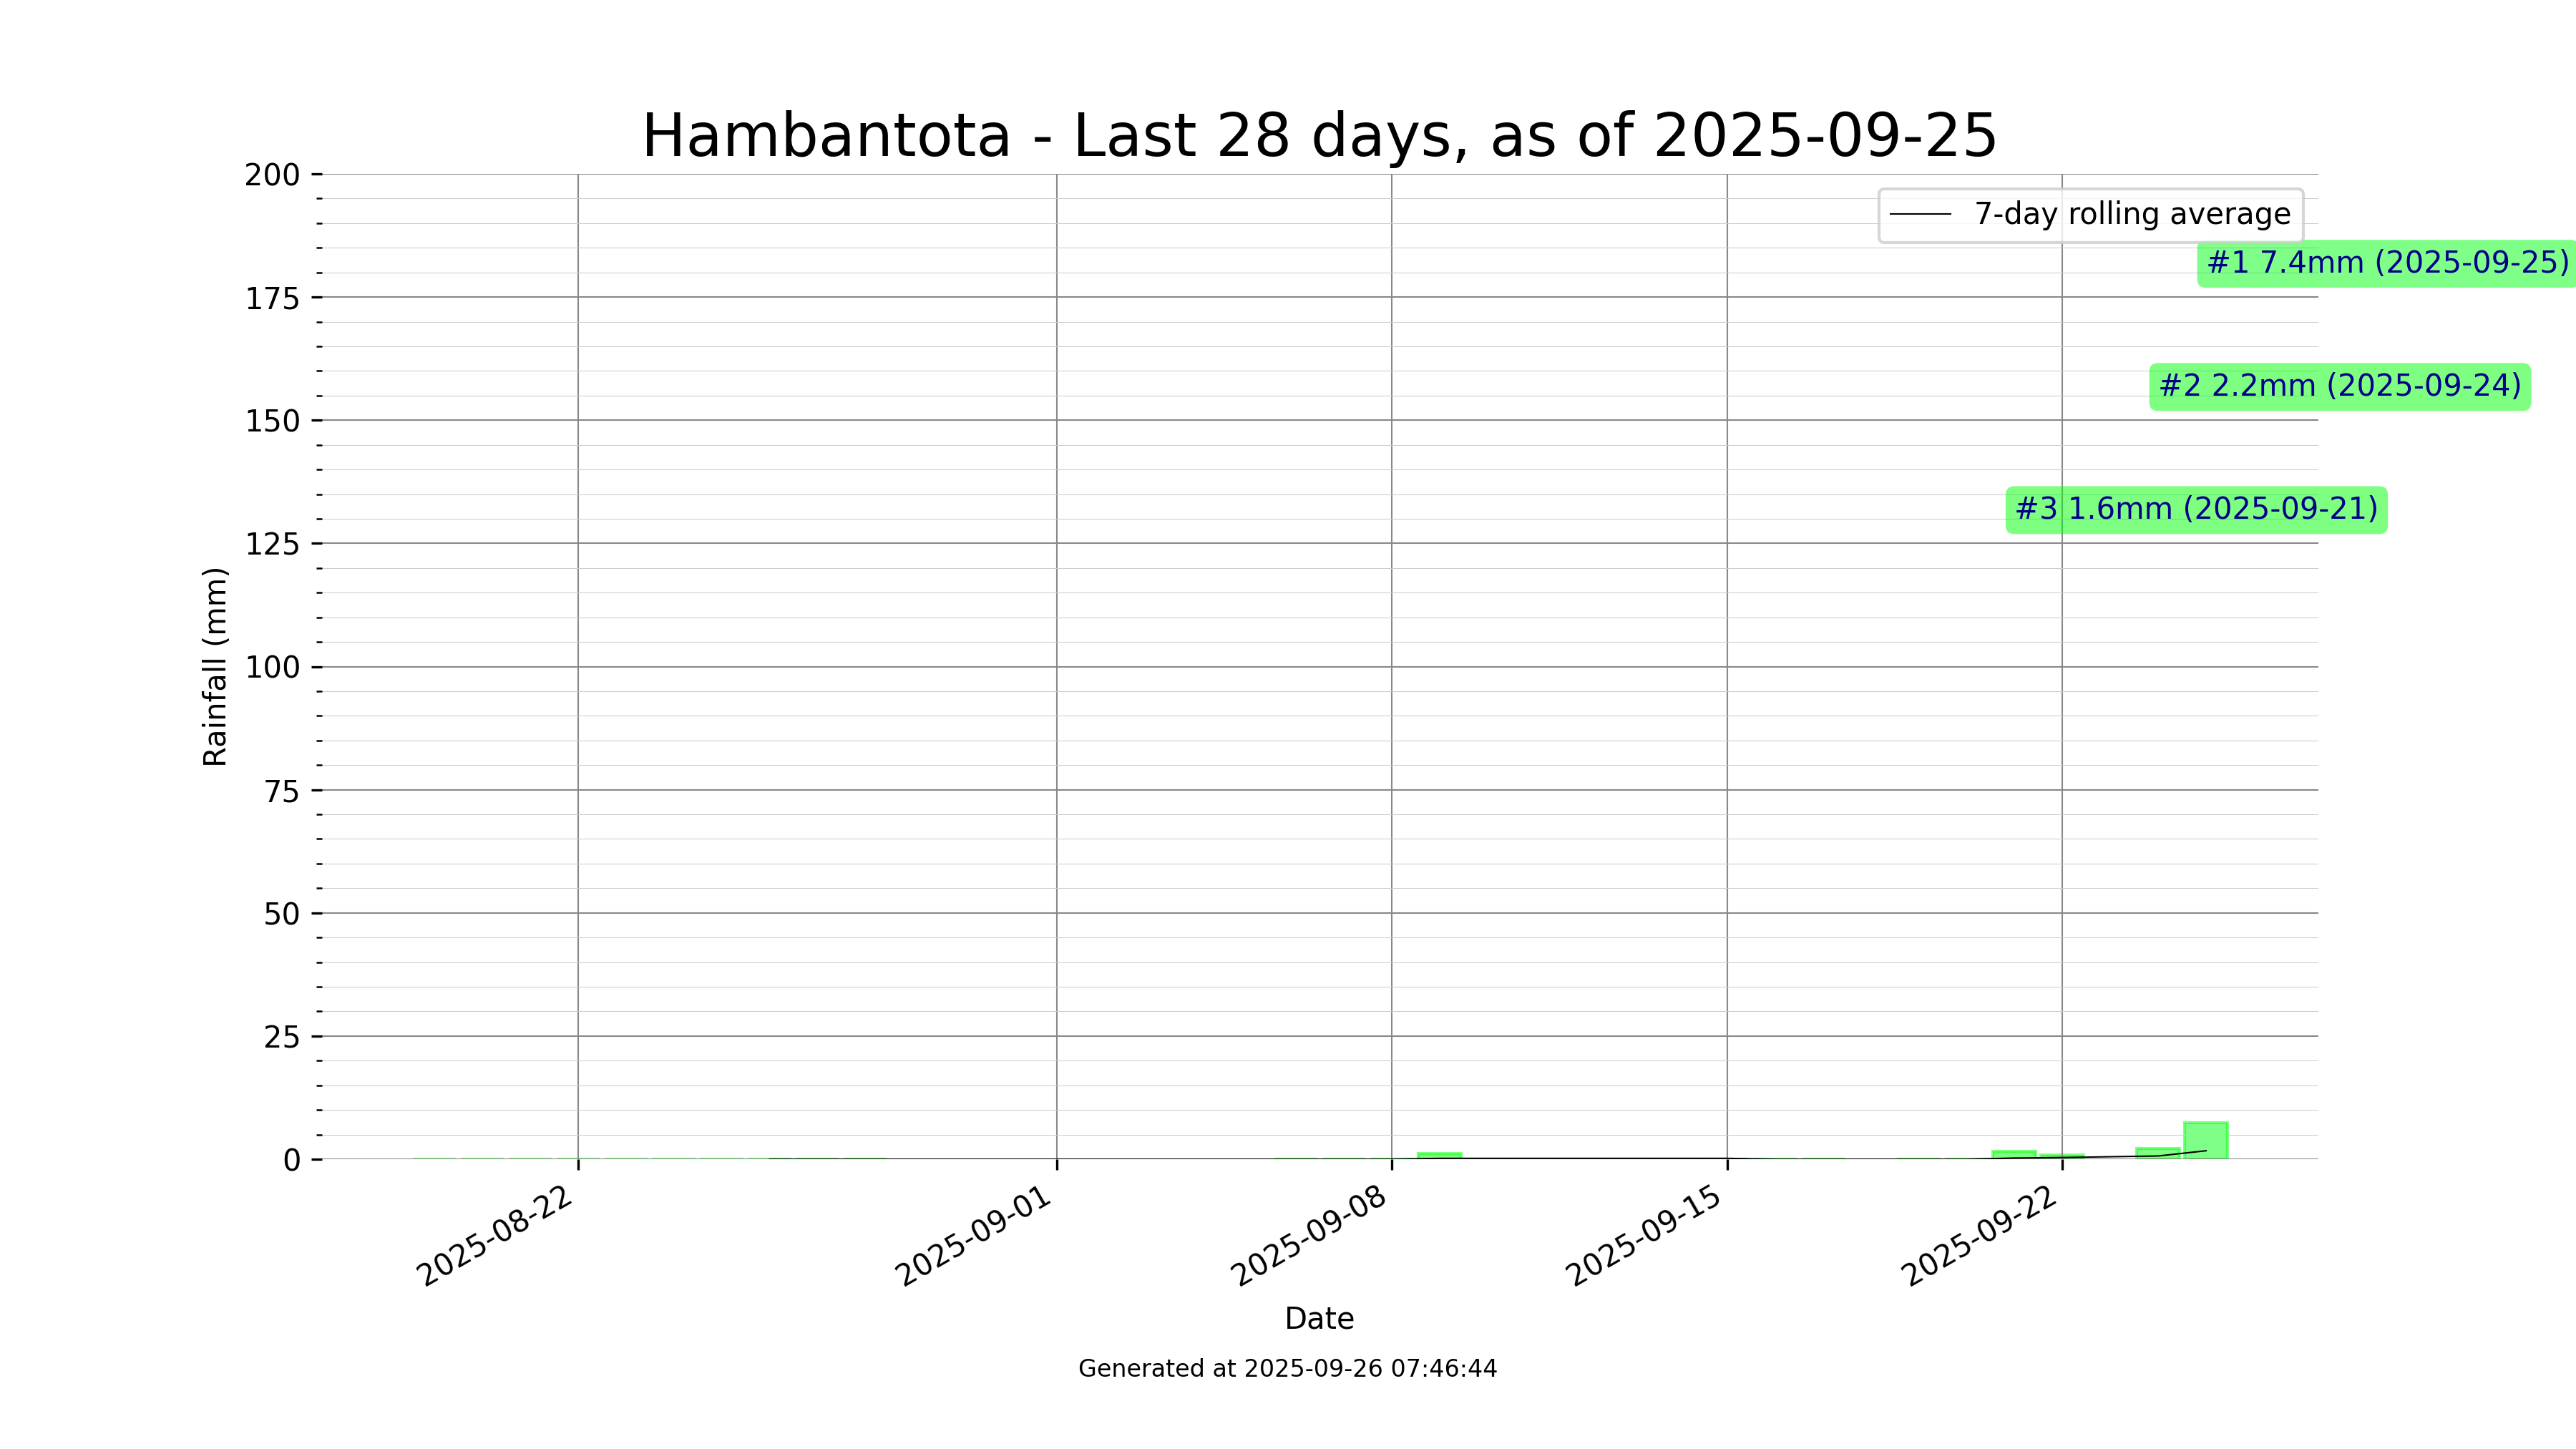 Hambantota - Last 28 days, as of 2025-09-25
200
7-day rolling average
#1 7.4mm (2025-09-25)
175
#2 2.2mm (2025-09-24)
150
#3 1.6mm (2025-09-21)
125
Rainfall (mm)
100
75
50
25
0
2025-08-22
2025-09-01
2025-09-08
2025-09-15
2025-09-22
Date
Generated at 2025-09-26 07:46:44